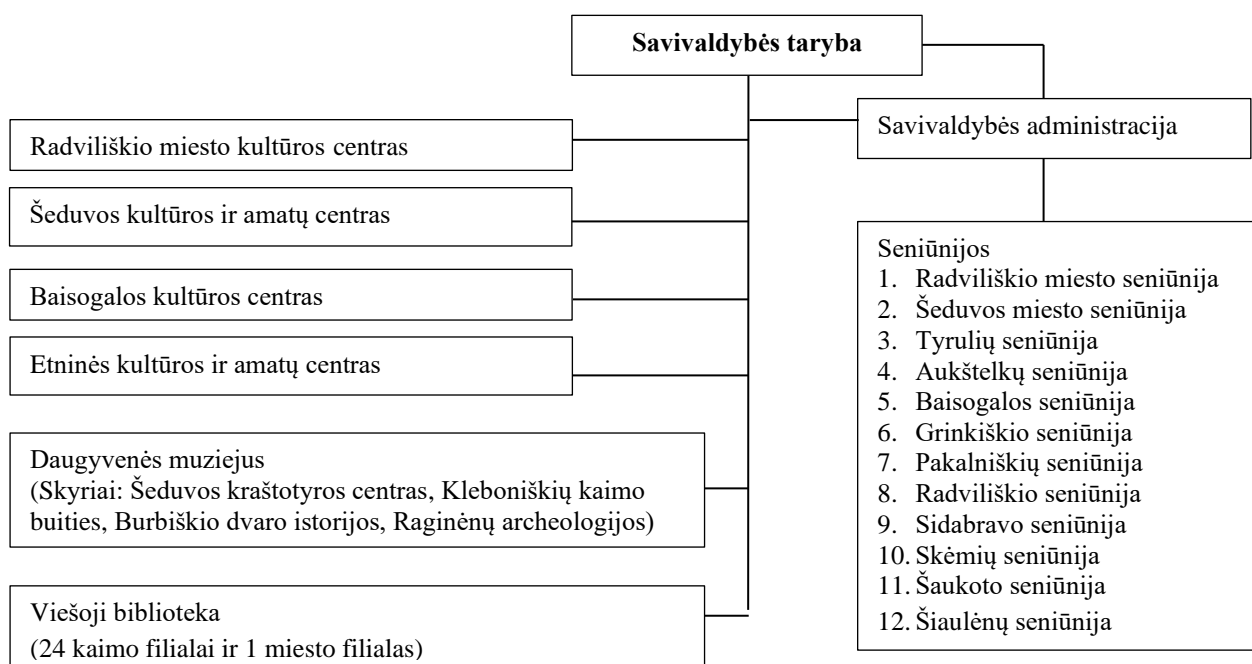 Savivaldybės taryba
Savivaldybės administracija
Radviliškio miesto kultūros centras
Šeduvos kultūros ir amatų centras
Baisogalos kultūros centras
Etninės kultūros ir amatų centras
Daugyvenės muziejus
(Skyriai: Šeduvos kraštotyros centras, Kleboniškių kaimo
buities, Burbiškio dvaro istorijos, Raginėnų archeologijos)
Viešoji biblioteka
(24 kaimo filialai ir 1 miesto filialas)
Seniūnijos
1. Radviliškio miesto seniūnija
2. Šeduvos miesto seniūnija
3. Tyrulių seniūnija
4. Aukštelkų seniūnija
5. Baisogalos seniūnija
6. Grinkiškio seniūnija
7. Pakalniškių seniūnija
8. Radviliškio seniūnija
9. Sidabravo seniūnija
10. Skėmių seniūnija
11. Šaukoto seniūnija
12. Šiaulėnų seniūnija